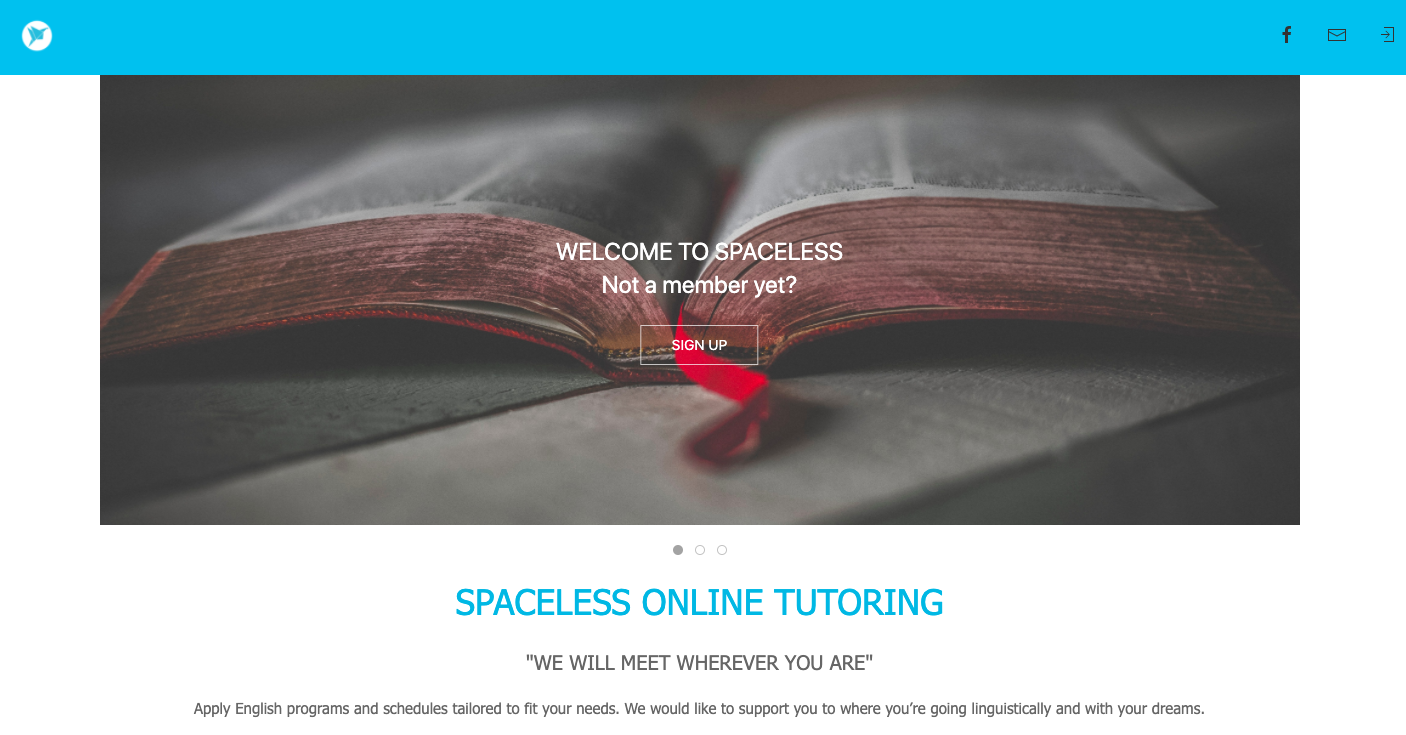 WELCOME TO SPACELESS
Not a member yet?
SIGN UP
SPACELESS ONLINE TUTORING
"WE WILL MEET WHEREVER YOU ARE"
Apply English programs and schedules tailored to fit your needs. We would like to support you to where you’re going linguistically and with your dreams.